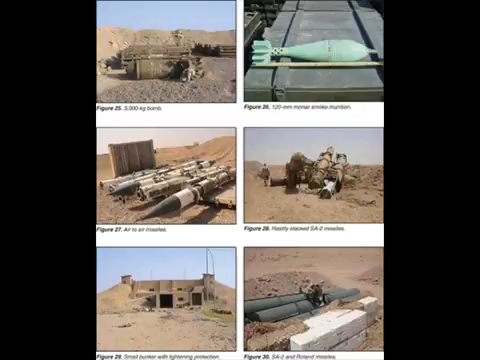 Figure 25. 3,000-kg bomb.
Figure 26. 120-mm mortar smoke munition.
Figure 27. Air to air missiles.
Figure 28. Hastily stacked SA-2 missiles.
Figure 29. Small bunker with lightening protection.
Figure 30. SA-2 and Roland missiles.